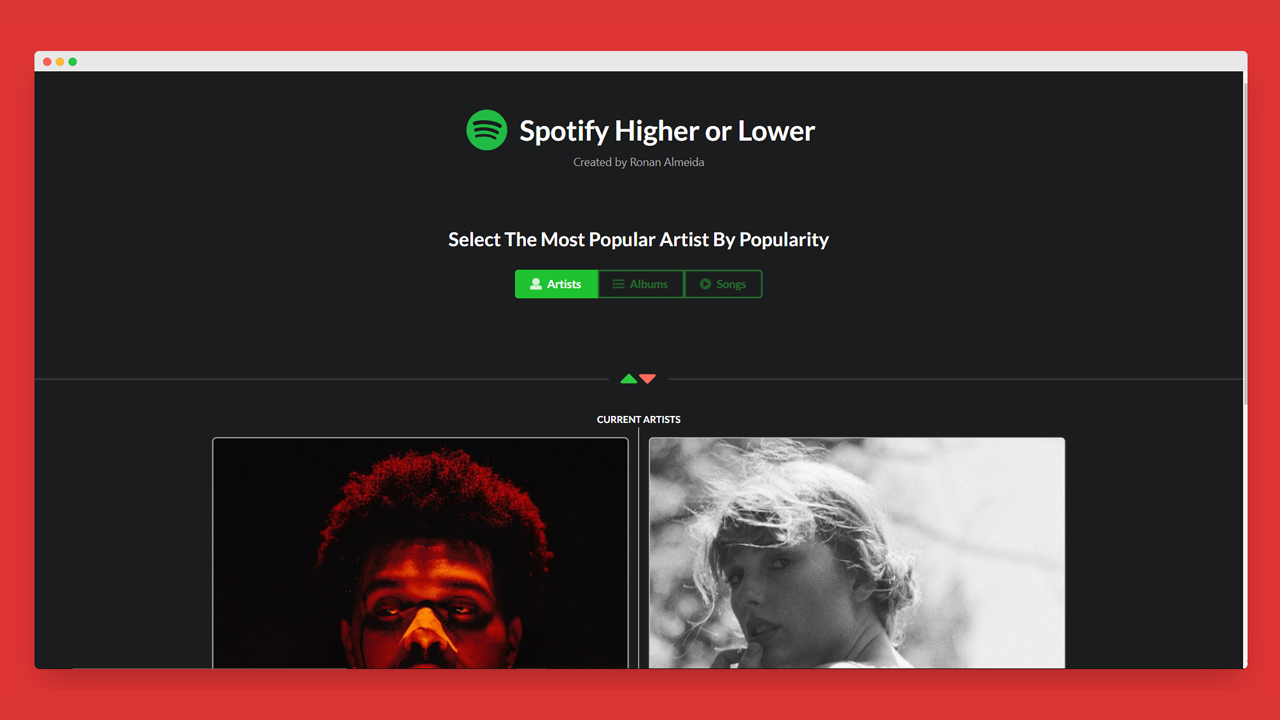 Spotify Higher or Lower
Created by Ronan Almeida
Select The Most Popular Artist By Popularity
Artists Albums Songs
CURRENT ARTISTS